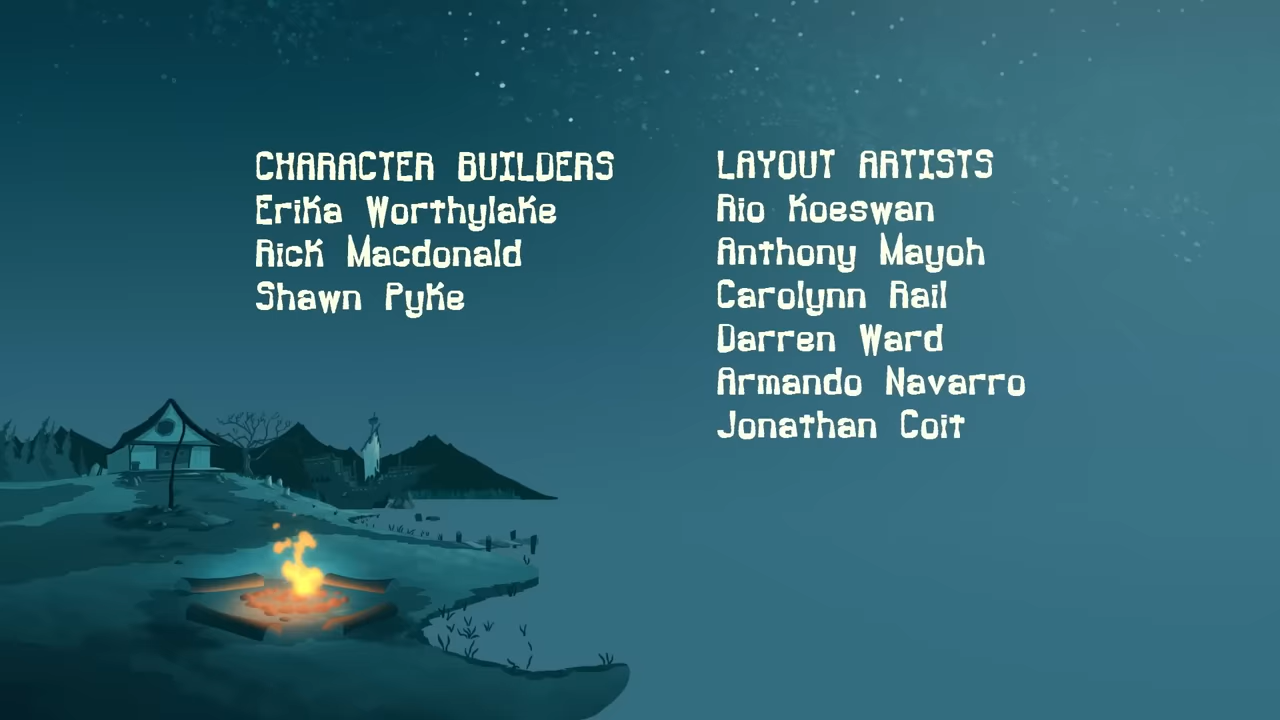 CHARACTER BUILDERS
Erika Worthylake
Rick Macdonald
Shawn Pyke
LAYOUT ARTISTS
Rio Koeswan
Anthony Mayoh
Carolynn Rail
Darren Ward
Armando Navarro
Jonathan Coit